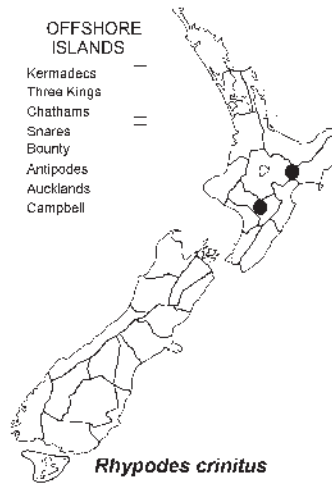 OFFSHORE
ISLANDS
Kermadecs
Three Kings
Chathams
Snares
Bounty
Antipodes
Aucklands
Campbell
Rhypodes crinitus